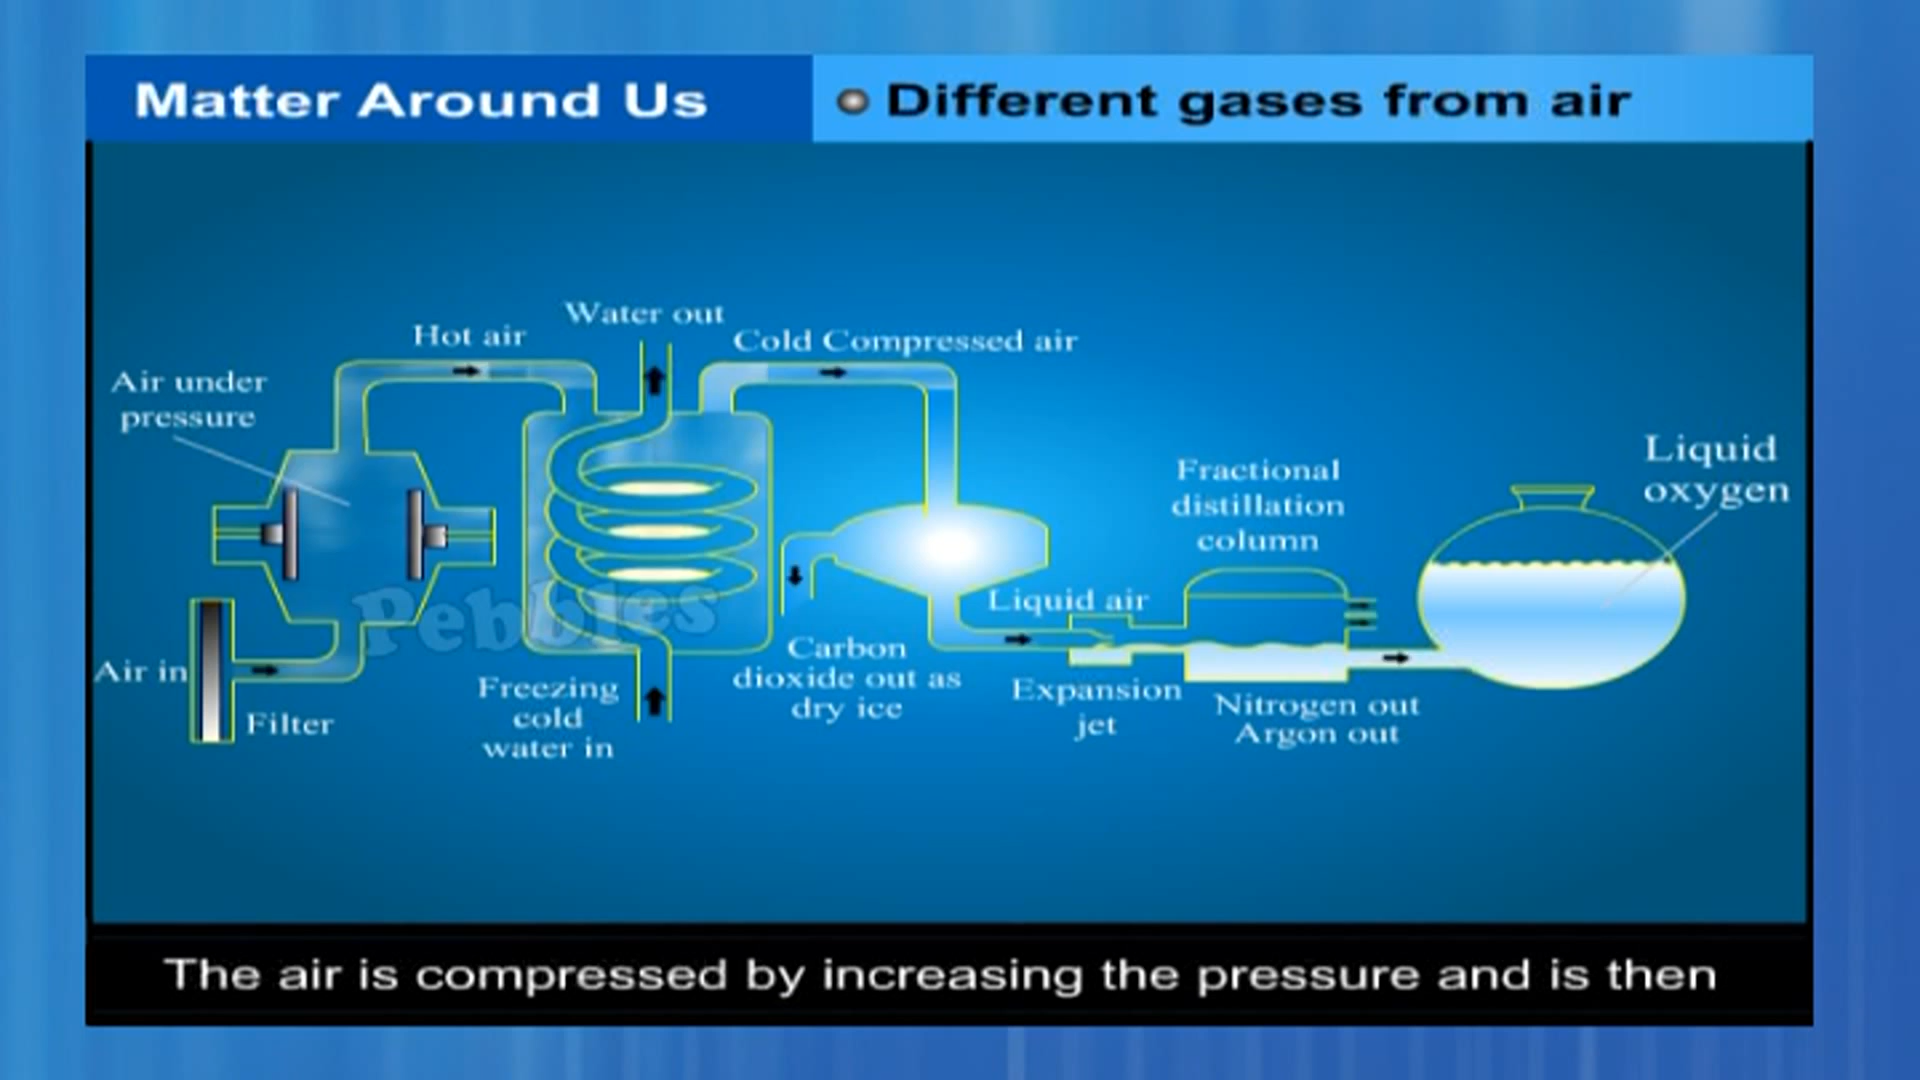 Matter Around Us
Different gases from air
Water out
Hot air
Cold Compressed air
Air under
pressure
Liquid
oxygen
Fractional
distillation
column
Pebbles
Liquid air
Air in
Filter
Freezing
cold
water in
Carbon
dioxide out as
dry ice
Expansion
jet
Nitrogen out
Argon out
The air is compressed by increasing the pressure and is then